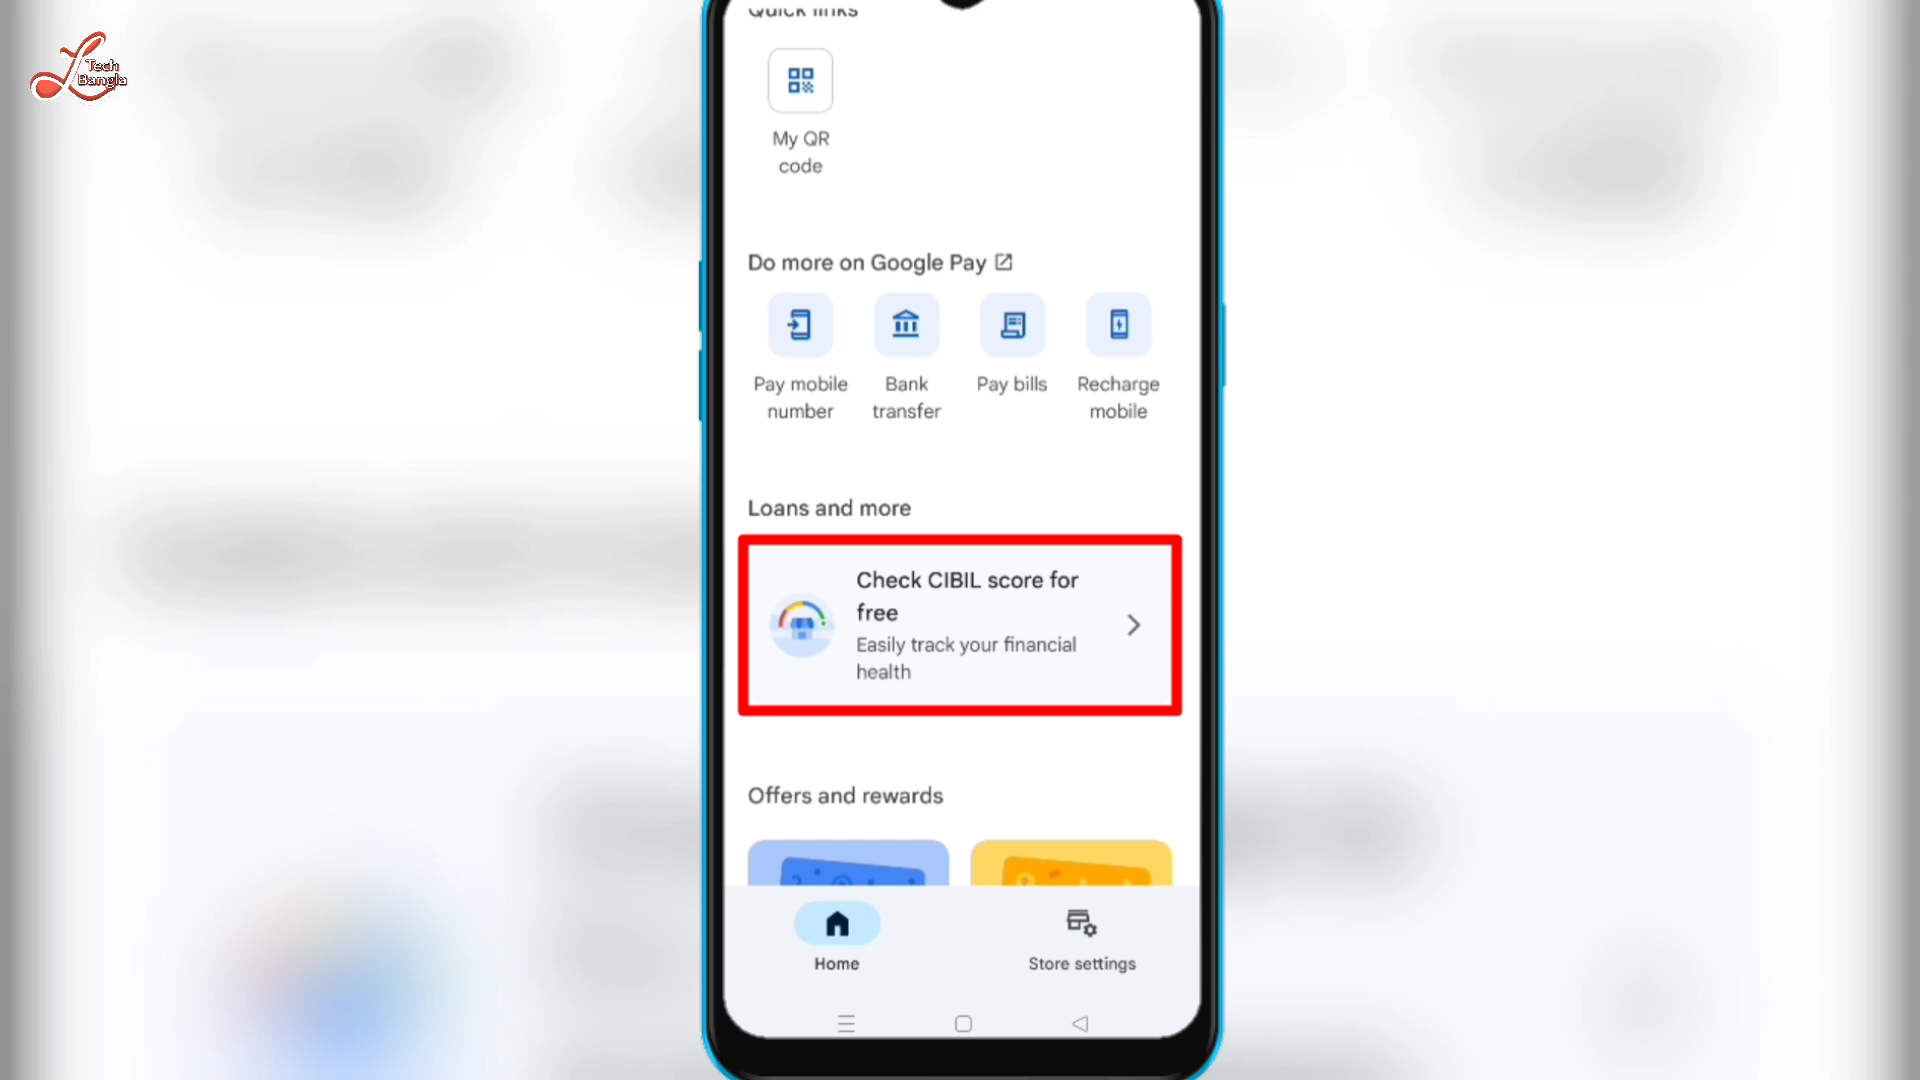 Tech
Bangla
Quick links
My QR
code
Do more on Google Pay
Pay mobile
number
Bank
transfer
Pay bills
Recharge
mobile
Loans and more
Check CIBIL score for
free
Easily track your financial
health
Offers and rewards
Home
Store settings